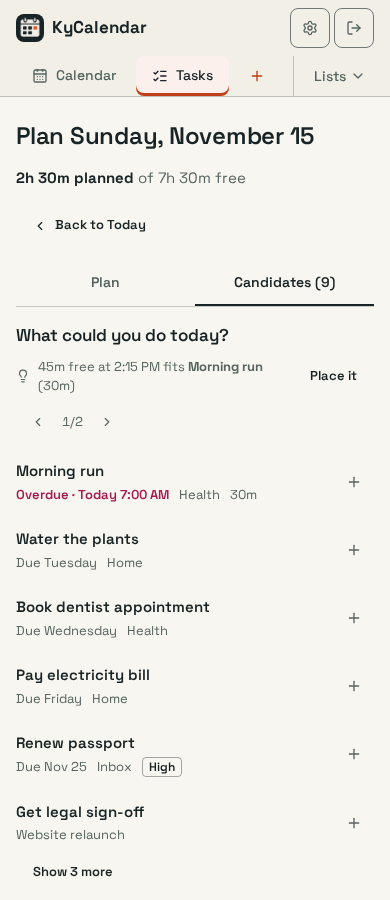 KyCalendar
Calendar
Tasks
Lists
Plan Sunday, November 15
2h 30m planned of 7h 30m free
Back to Today
Plan
Candidates (9)
What could you do today?
45m free at 2:15 PM fits Morning run
(30m)
Place it
1/2
Morning run
Overdue · Today 7:00 AM Health 30m
Water the plants
Due Tuesday Home
Book dentist appointment
Due Wednesday Health
Pay electricity bill
Due Friday Home
Renew passport
Due Nov 25 Inbox High
Get legal sign-off
Website relaunch
Show 3 more